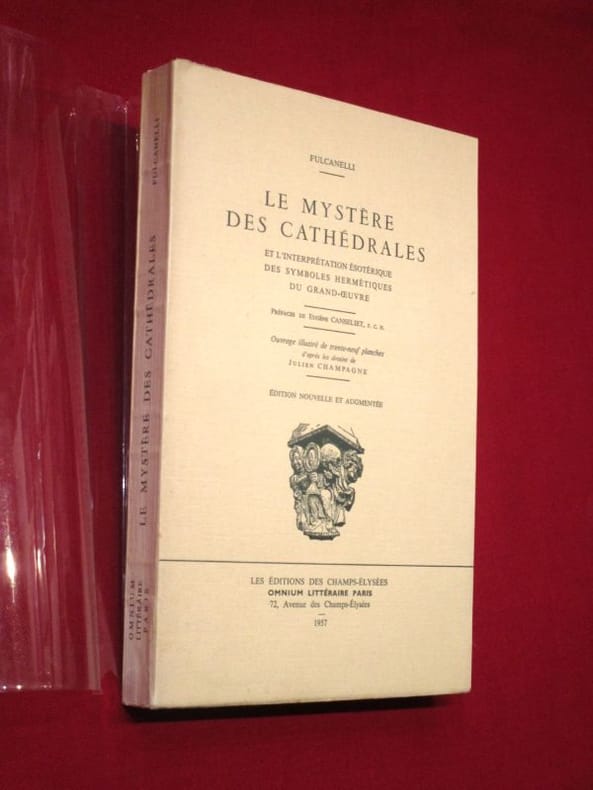 FULCANELLI
LE MYSTÈRE
DES CATHÉDRALES
ET L'INTERPRÉTATION ÉSOTÉRIQUE
DES SYMBOLES HERMÉTIQUES
DU GRAND-ŒUVRE
Préfaces de Eugène CANSELIET, F. C. H.
Ouvrage illustré de trente-neuf planches
d'après les dessins de
JULIEN CHAMPAGNE
ÉDITION NOUVELLE ET AUGMENTÉE
LES ÉDITIONS DES CHAMPS-ÉLYSÉES
OMNIUM LITTÉRAIRE PARIS
72, Avenue des Champs-Élysées
1957
FULCANELLI
LE MYSTÈRE DES CATHÉDRALES
OMNIUM
LITTÉRAIRE
PARIS